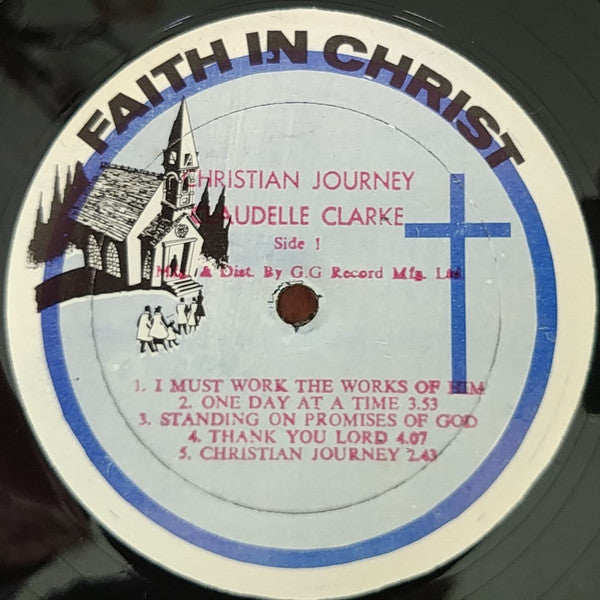 FAITH IN CHRIST
CHRISTIAN JOURNEY
AUDELLE CLARKE
Side 1
& Dist. By G.G Record Mfg. Ltd
1. I MUST WORK THE WORKS OF HIM
2. ONE DAY AT A TIME 3.53
3. STANDING ON PROMISES OF GOD
4. THANK YOU LORD 4.07
5. CHRISTIAN JOURNEY 2.43